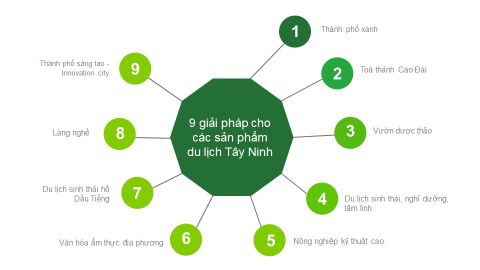 9 giải pháp cho
các sản phẩm
du lịch Tây Ninh
1
Thành phố xanh
2
Toà thánh Cao Đài
3
Vườn dược thảo
4
Du lịch sinh thái, nghỉ dưỡng,
tâm linh.
5
Nông nghiệp kỹ thuật cao.
6
Văn hóa ẩm thực địa phương
7
Du lịch sinh thái hồ
Dầu Tiếng
8
Làng nghề
9
Thành phố sáng tạo -
Innovation city